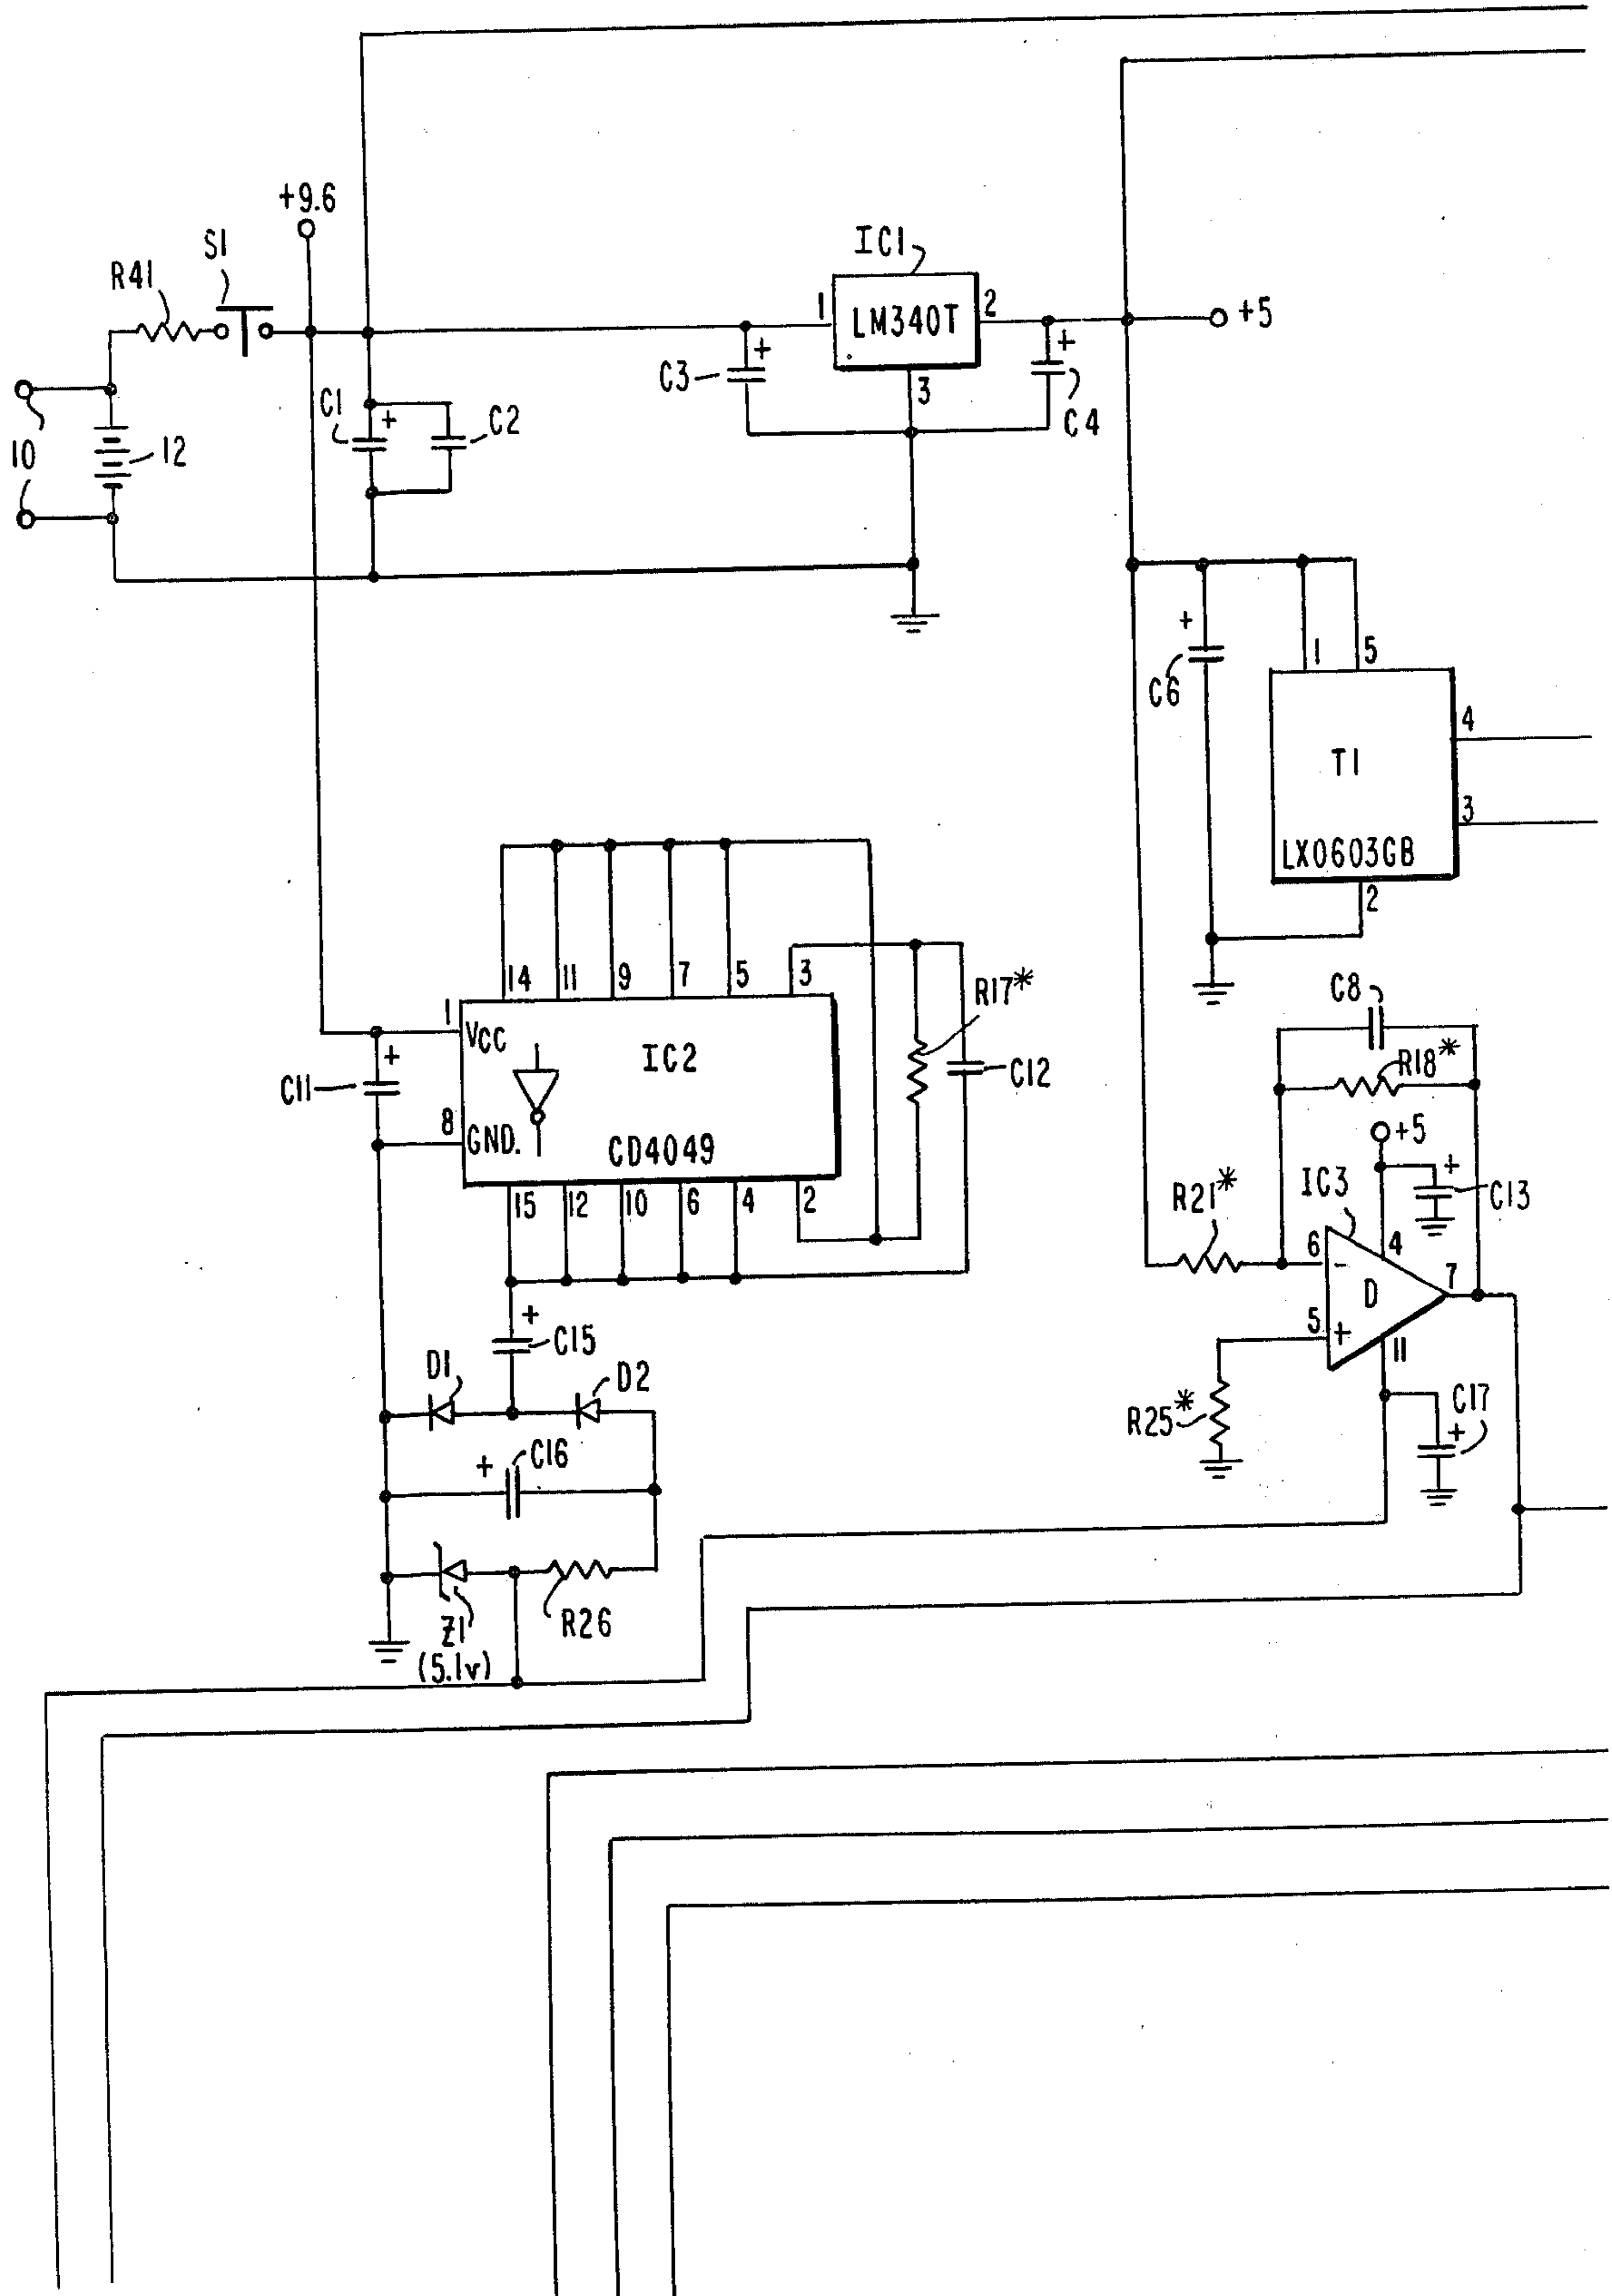 +9.6
S1
R41
IC1
1
LM340T
2
+5
+
C3
3
+
C4
C1
+
C2
10
12
+
C6
1
5
4
T1
3
LX0603GB
2
14
11
9
7
5
3
R17*
1
VCC
IC2
+
C11
C12
8
GND.
CD4049
15
12
10
6
4
2
C8
R18*
+5
+
IC3
C13
R21*
6
4
-
D
7
5
+
11
R25*
C17
+
+
C15
D1
D2
+
C16
Z1
(5.1v)
R26